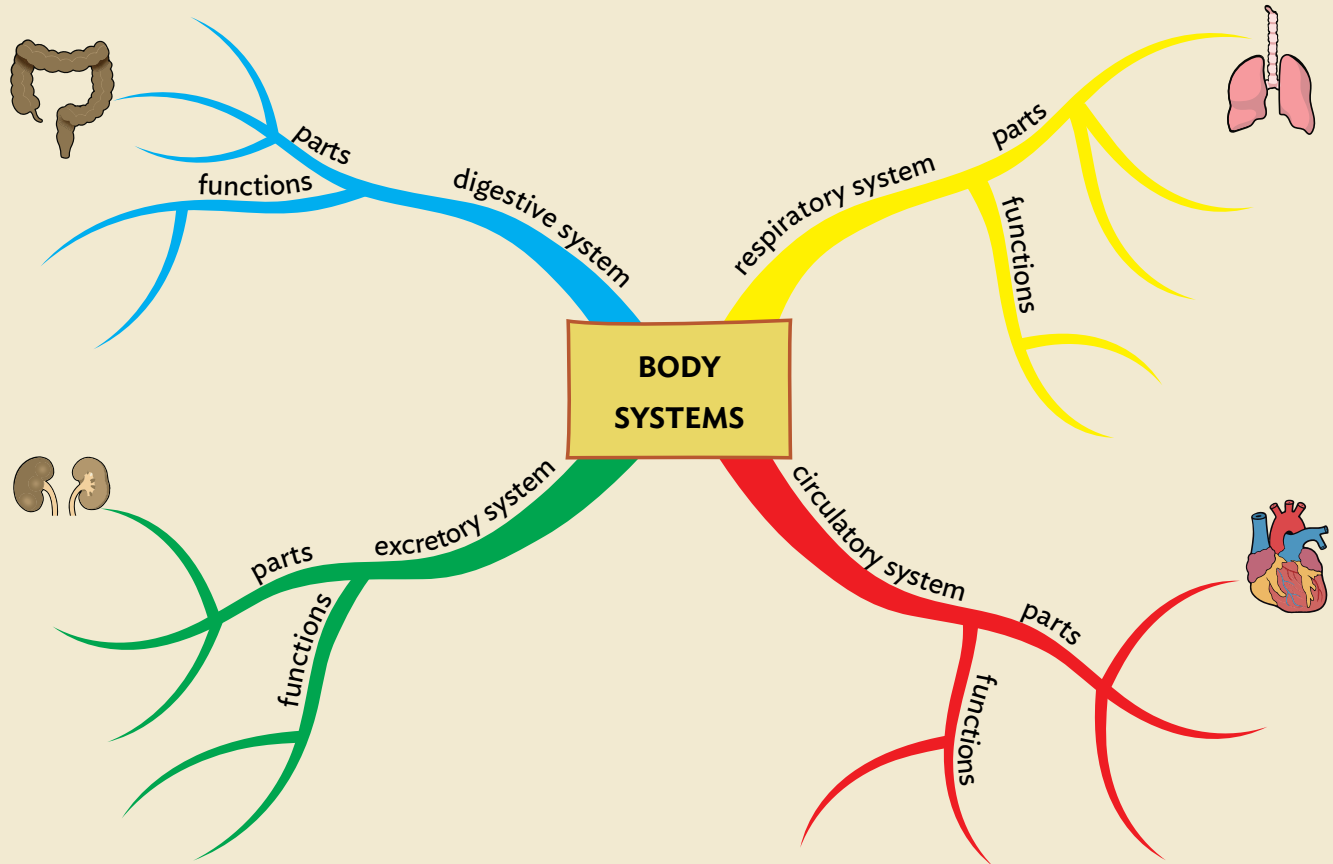 parts
functions
digestive system
respiratory system
parts
functions
BODY
SYSTEMS
excretory system
parts
functions
circulatory system
parts
functions